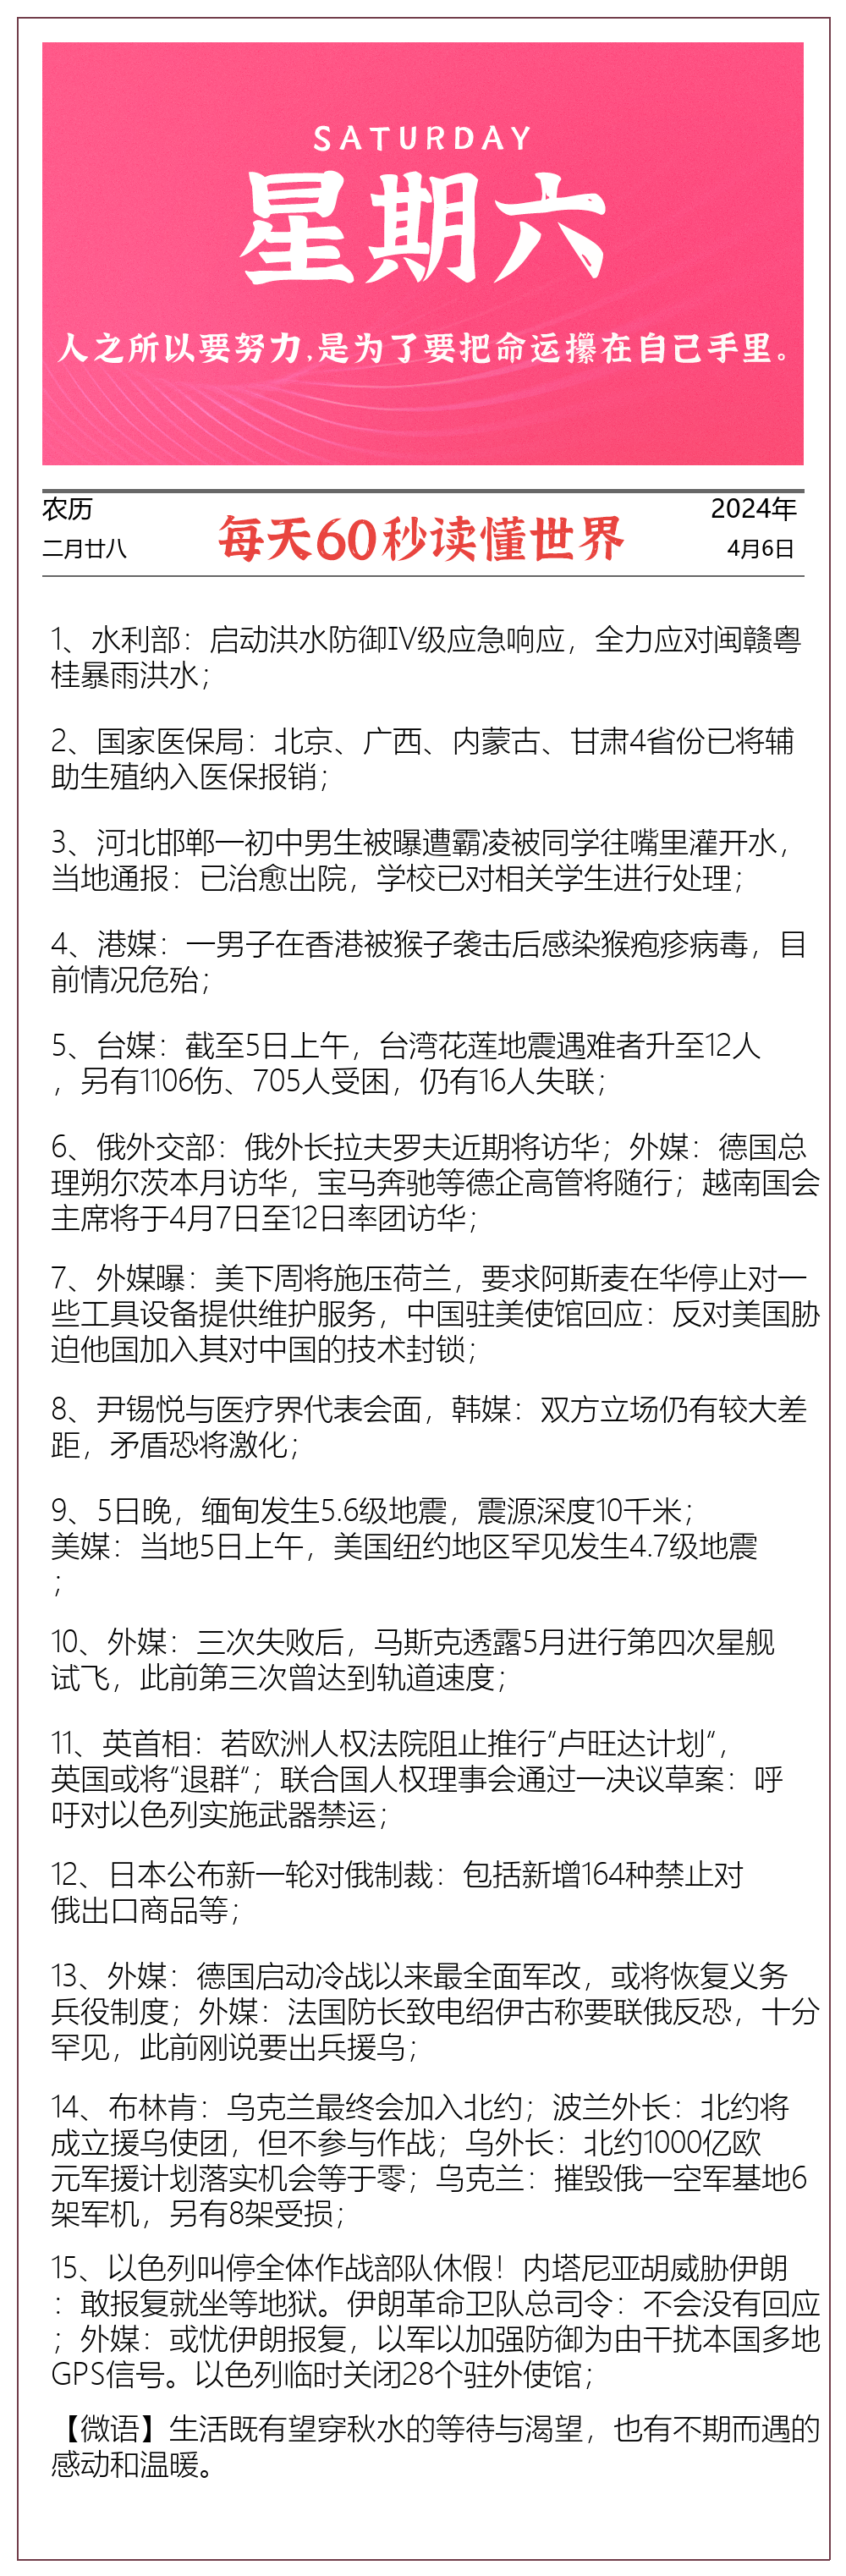 SATURDAY
星期六
人之所以要努力,是为了要把命运攥在自己手里。
农历
二月廿八
每天60秒读懂世界
2024年
4月6日
1、水利部：启动洪水防御IV级应急响应，全力应对闽赣粤
桂暴雨洪水；
2、国家医保局：北京、广西、内蒙古、甘肃4省份已将辅
助生殖纳入医保报销；
3、河北邯郸一初中男生被曝遭霸凌被同学往嘴里灌开水，
当地通报：已治愈出院，学校已对相关学生进行处理；
4、港媒：一男子在香港被猴子袭击后感染猴疱疹病毒，目
前情况危殆；
5、台媒：截至5日上午，台湾花莲地震遇难者升至12人
，另有1106伤、705人受困，仍有16人失联；
6、俄外交部：俄外长拉夫罗夫近期将访华；外媒：德国总
理朔尔茨本月访华，宝马奔驰等德企高管将随行；越南国会
主席将于4月7日至12日率团访华；
7、外媒曝：美下周将施压荷兰，要求阿斯麦在华停止对一
些工具设备提供维护服务，中国驻美使馆回应：反对美国胁
迫他国加入其对中国的技术封锁；
8、尹锡悦与医疗界代表会面，韩媒：双方立场仍有较大差
距，矛盾恐将激化；
9、5日晚，缅甸发生5.6级地震，震源深度10千米；
美媒：当地5日上午，美国纽约地区罕见发生4.7级地震
；
10、外媒：三次失败后，马斯克透露5月进行第四次星舰
试飞，此前第三次曾达到轨道速度；
11、英首相：若欧洲人权法院阻止推行“卢旺达计划“，
英国或将“退群“；联合国人权理事会通过一决议草案：呼
吁对以色列实施武器禁运；
12、日本公布新一轮对俄制裁：包括新增164种禁止对
俄出口商品等；
13、外媒：德国启动冷战以来最全面军改，或将恢复义务
兵役制度；外媒：法国防长致电绍伊古称要联俄反恐，十分
罕见，此前刚说要出兵援乌；
14、布林肯：乌克兰最终会加入北约；波兰外长：北约将
成立援乌使团，但不参与作战；乌外长：北约1000亿欧
元军援计划落实机会等于零；乌克兰：摧毁俄一空军基地6
架军机，另有8架受损；
15、以色列叫停全体作战部队休假！内塔尼亚胡威胁伊朗
：敢报复就坐等地狱。伊朗革命卫队总司令：不会没有回应
；外媒：或忧伊朗报复，以军以加强防御为由干扰本国多地
GPS信号。以色列临时关闭28个驻外使馆；
【微语】生活既有望穿秋水的等待与渴望，也有不期而遇的
感动和温暖。